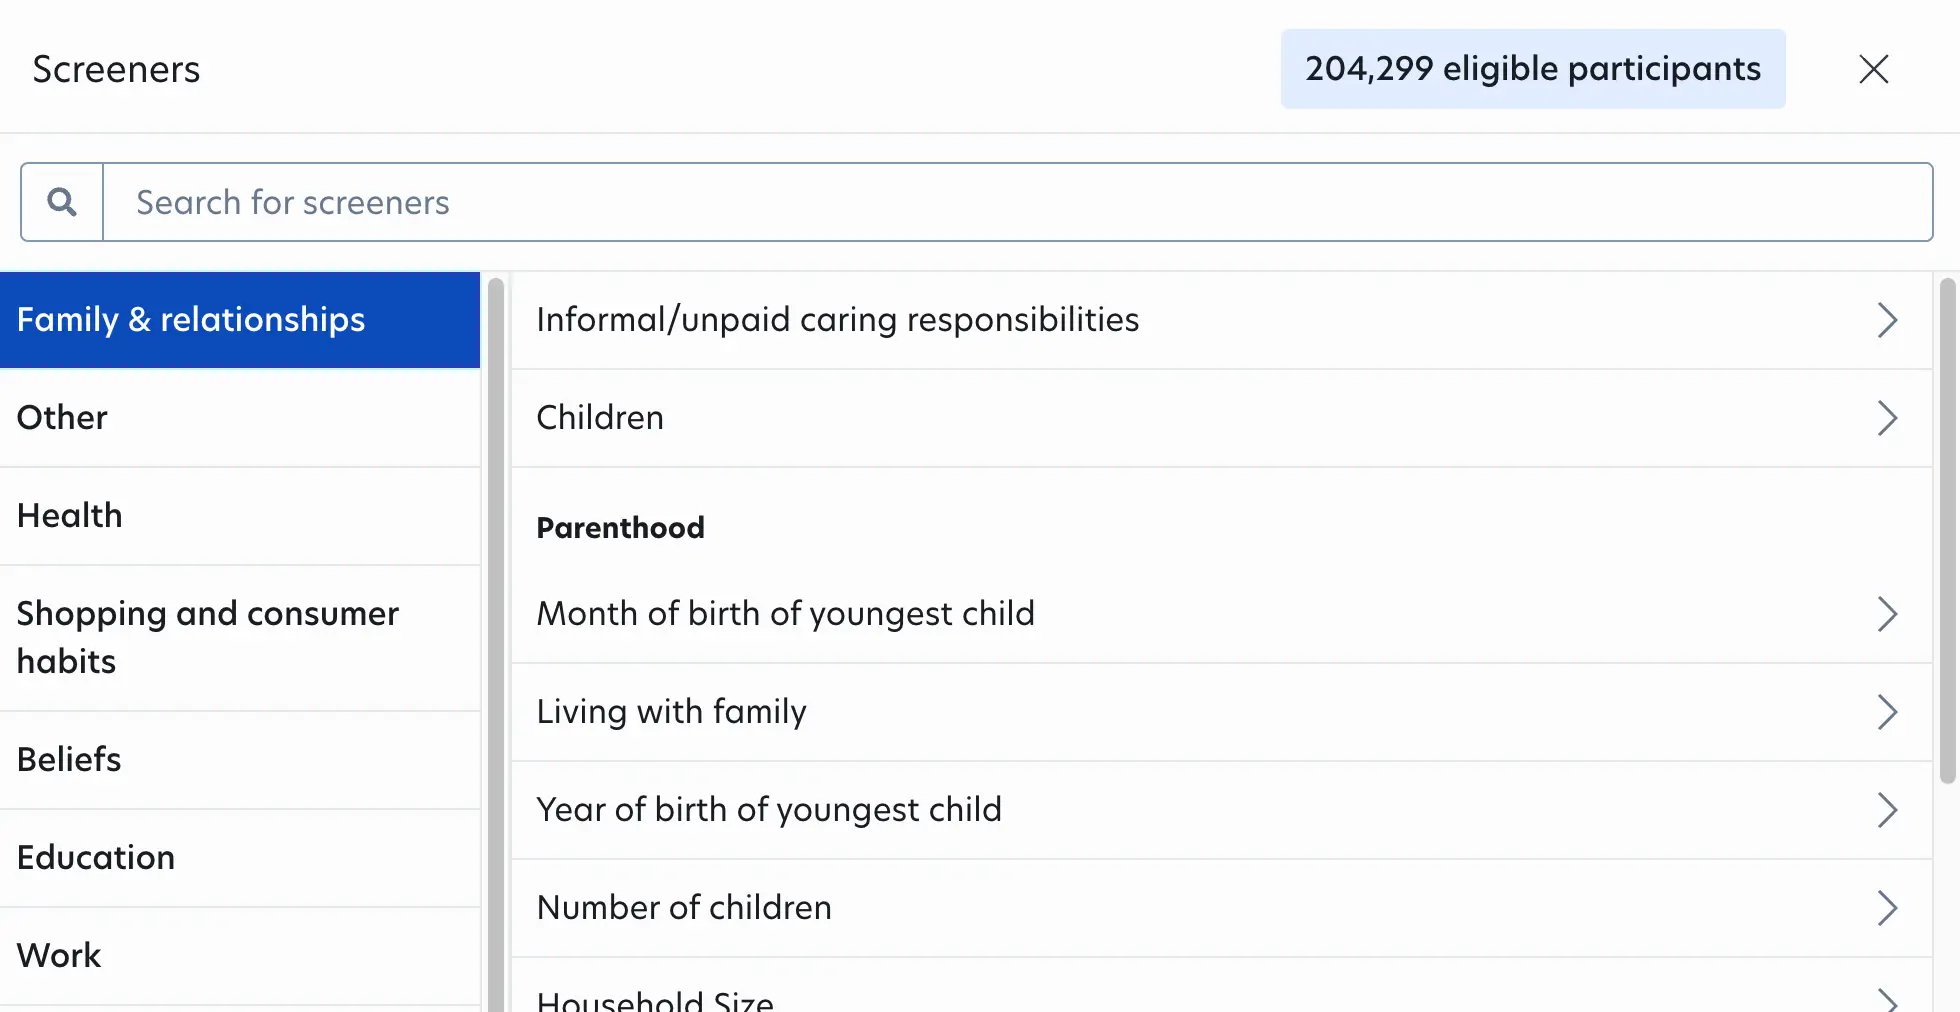 Screeners
204,299 eligible participants
Search for screeners
Family & relationships
Other
Health
Shopping and consumer
habits
Beliefs
Education
Work
Informal/unpaid caring responsibilities
Children
Parenthood
Month of birth of youngest child
Living with family
Year of birth of youngest child
Number of children
Household Size